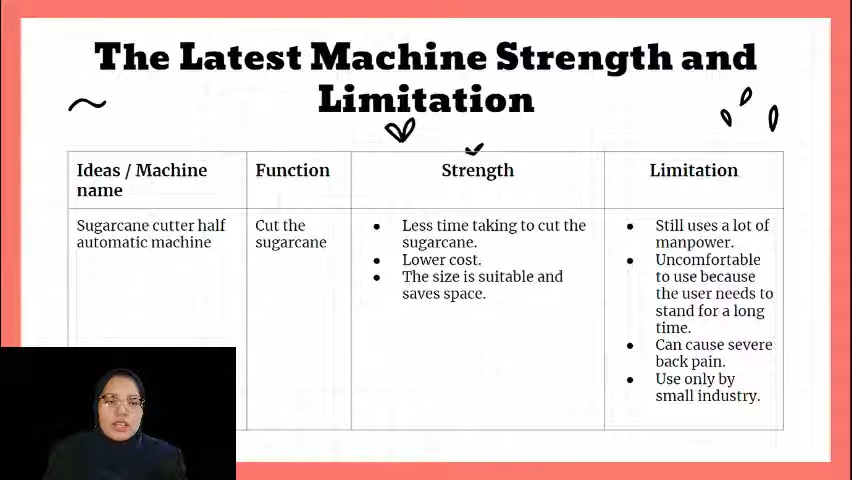 The Latest Machine Strength and
Limitation
Ideas / Machine
name
Function
Strength
Limitation
Sugarcane cutter half
automatic machine
Cut the
sugarcane
● Less time taking to cut the
sugarcane.
● Lower cost.
● The size is suitable and
saves space.
● Still uses a lot of
manpower.
● Uncomfortable
to use because
the user needs to
stand for a long
time.
● Can cause severe
back pain.
● Use only by
small industry.